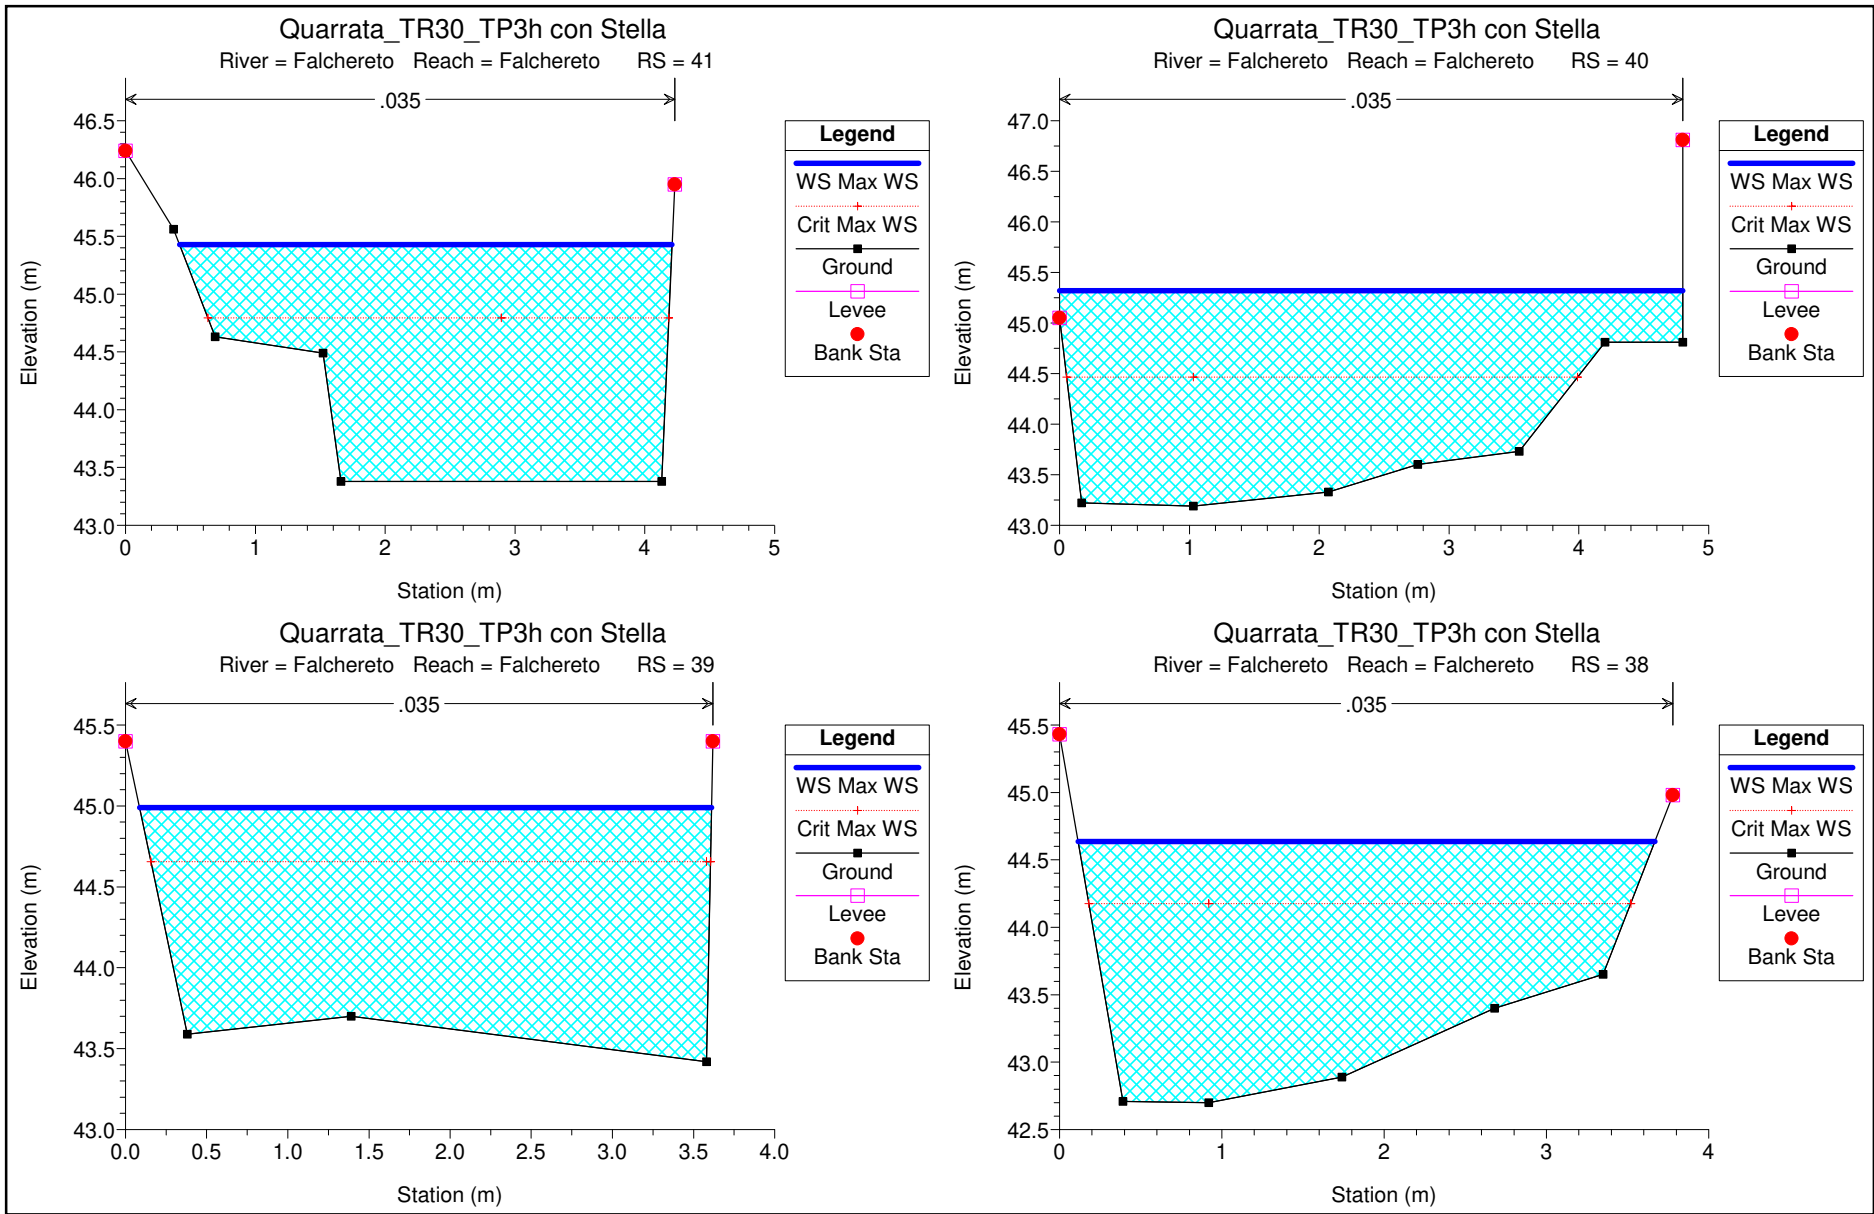 Quarrata_TR30_TP3h con Stella
River = Falchereto Reach = Falchereto RS = 41
.035
46.5
46.0
45.5
45.0
44.5
44.0
43.5
43.0
Elevation (m)
0 1 2 3 4 5
Station (m)
Legend
WS Max WS
Crit Max WS
Ground
Levee
Bank Sta
Quarrata_TR30_TP3h con Stella
River = Falchereto Reach = Falchereto RS = 40
.035
47.0
46.5
46.0
45.5
45.0
44.5
44.0
43.5
43.0
Elevation (m)
0 1 2 3 4 5
Station (m)
Legend
WS Max WS
Crit Max WS
Ground
Levee
Bank Sta
Quarrata_TR30_TP3h con Stella
River = Falchereto Reach = Falchereto RS = 39
.035
45.5
45.0
44.5
44.0
43.5
43.0
Elevation (m)
0.0 0.5 1.0 1.5 2.0 2.5 3.0 3.5 4.0
Station (m)
Legend
WS Max WS
Crit Max WS
Ground
Levee
Bank Sta
Quarrata_TR30_TP3h con Stella
River = Falchereto Reach = Falchereto RS = 38
.035
45.5
45.0
44.5
44.0
43.5
43.0
42.5
Elevation (m)
0 1 2 3 4
Station (m)
Legend
WS Max WS
Crit Max WS
Ground
Levee
Bank Sta